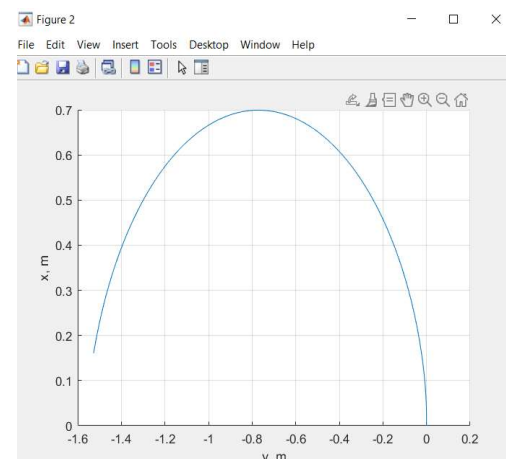 Figure 2
File Edit View Insert Tools Desktop Window Help
0.7
0.6
0.5
0.4
0.3
0.2
0.1
0
x, m
-1.6 -1.4 -1.2 -1 -0.8 -0.6 -0.4 -0.2 0 0.2
y, m